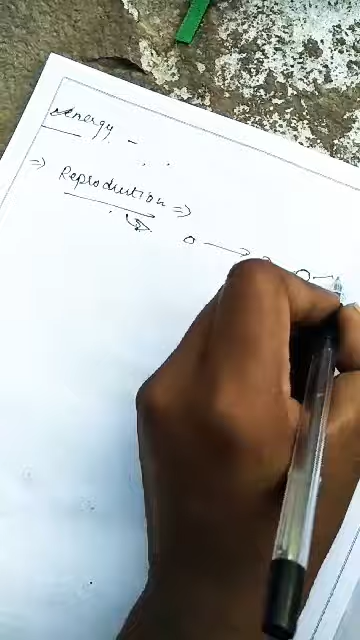 energy -
⇒ Reproduction ⇒